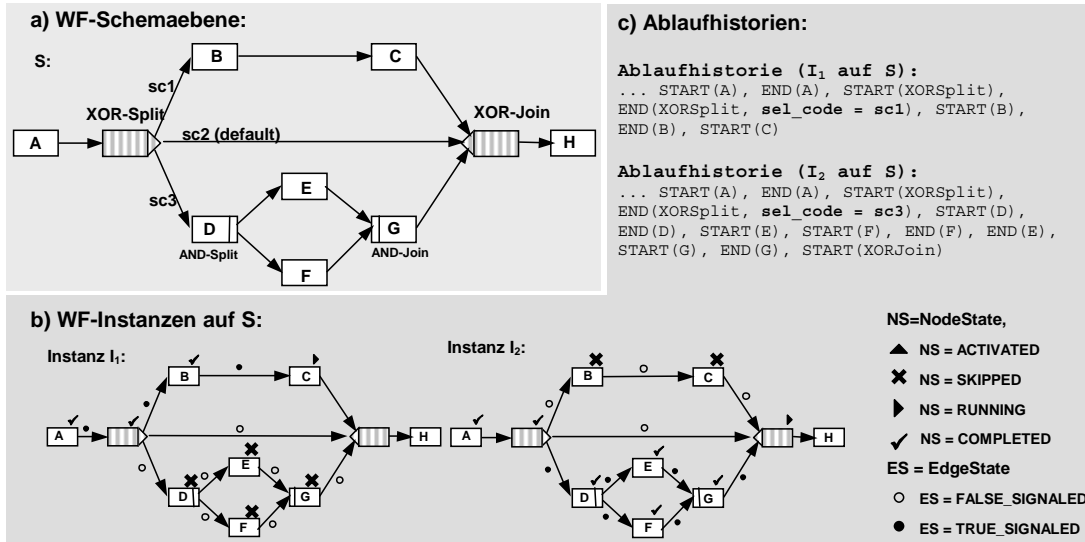 a) WF-Schemaebene:
S:
A
XOR-Split
sc1
B
C
sc2 (default)
XOR-Join
H
sc3
D
AND-Split
E
F
G
AND-Join
c) Ablaufhistorien:
Ablaufhistorie (I1 auf S):
... START(A), END(A), START(XORSplit),
END(XORSplit, sel_code = sc1), START(B),
END(B), START(C)
Ablaufhistorie (I2 auf S):
... START(A), END(A), START(XORSplit),
END(XORSplit, sel_code = sc3), START(D),
END(D), START(E), START(F), END(F), END(E),
START(G), END(G), START(XORJoin)
b) WF-Instanzen auf S:
Instanz I1:
A
B
C
D
E
F
G
H
Instanz I2:
A
B
C
D
E
F
G
H
NS=NodeState,
NS = ACTIVATED
NS = SKIPPED
NS = RUNNING
NS = COMPLETED
ES = EdgeState
ES = FALSE_SIGNALED
ES = TRUE_SIGNALED